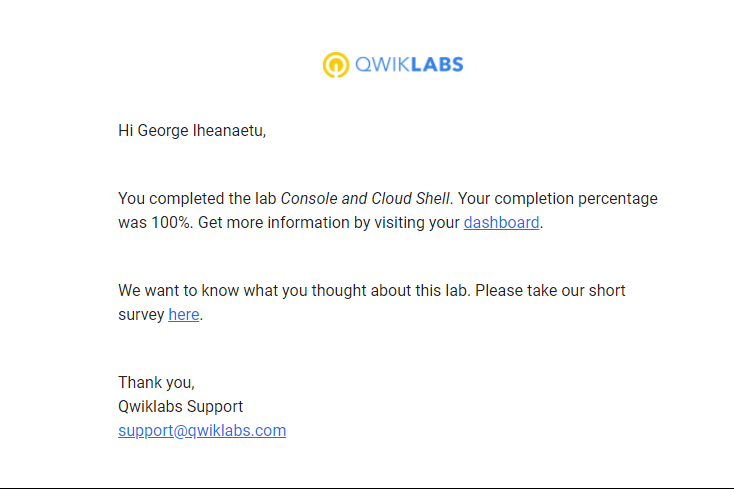 QWIKLABS
Hi George Iheanaetu,
You completed the lab Console and Cloud Shell. Your completion percentage
was 100%. Get more information by visiting your dashboard.
We want to know what you thought about this lab. Please take our short
survey here.
Thank you,
Qwiklabs Support
support@qwiklabs.com